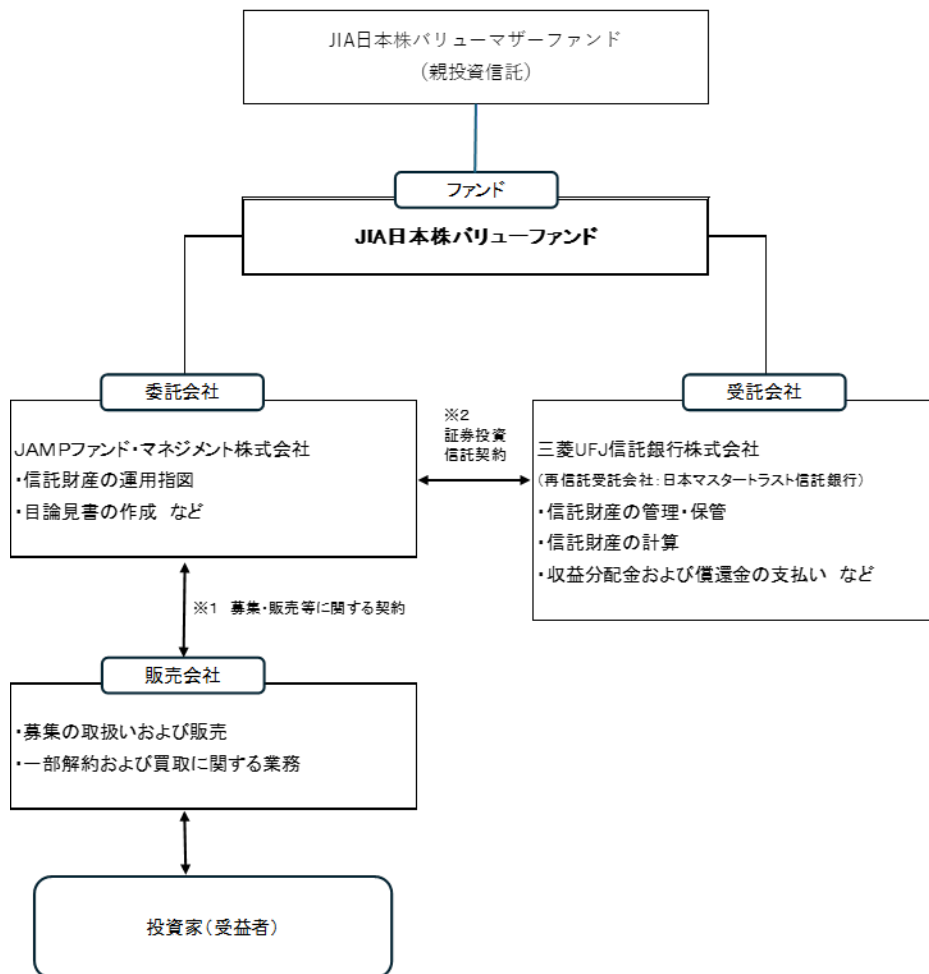 JIA日本株バリューマザーファンド
(親投資信託)
ファンド
JIA日本株バリューファンド
委託会社
JAMPファンド・マネジメント株式会社
・信託財産の運用指図
・目論見書の作成 など
※2
証券投資
信託契約
受託会社
三菱UFJ信託銀行株式会社
(再信託受託会社:日本マスタートラスト信託銀行)
・信託財産の管理・保管
・信託財産の計算
・収益分配金および償還金の支払い など
※1 募集・販売等に関する契約
販売会社
・募集の取扱いおよび販売
・一部解約および買取に関する業務
投資家(受益者)